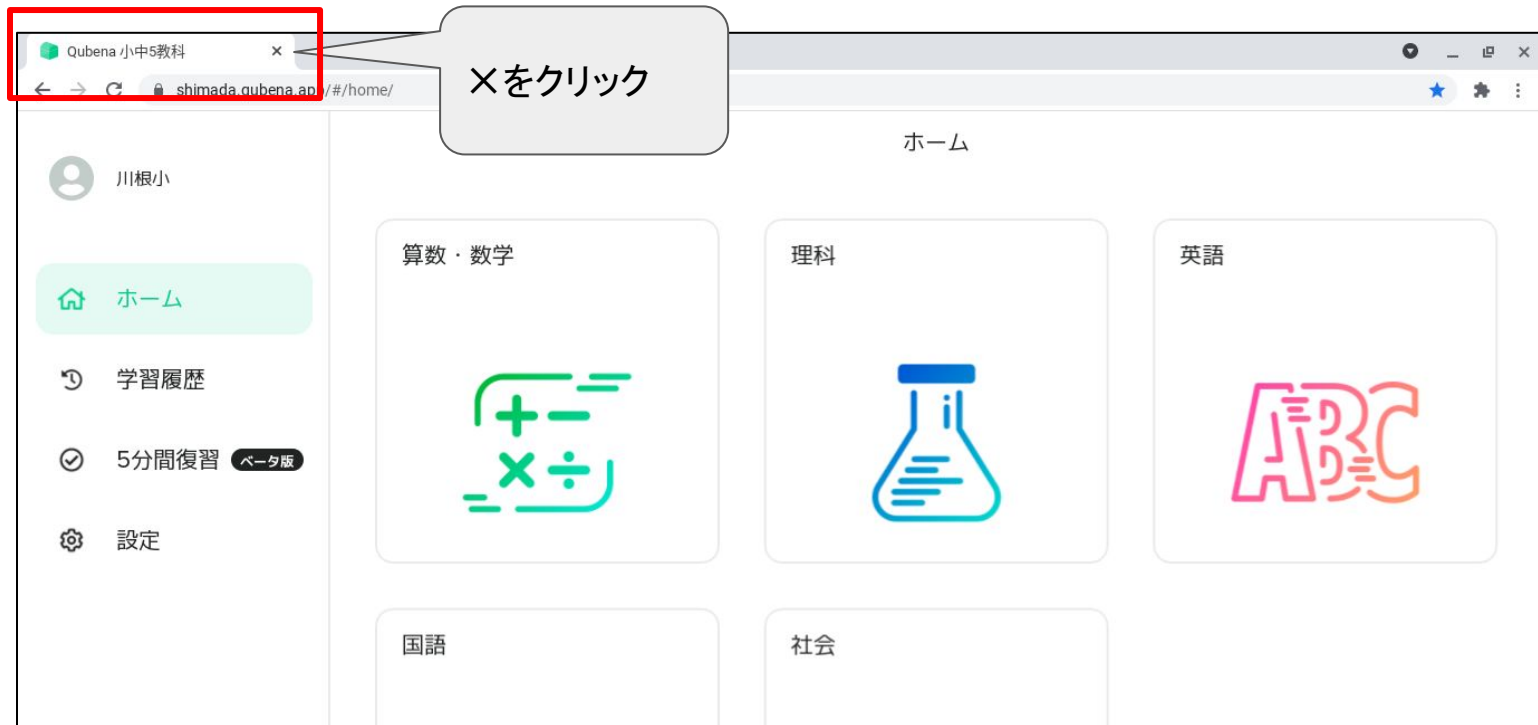 Qubena 小中5教科
×をクリック
shimada.qubena.app/#/home/
川根小
ホーム
ホーム
学習履歴
5分間復習 ベータ版
設定
算数・数学
理科
英語
ABC
国語
社会